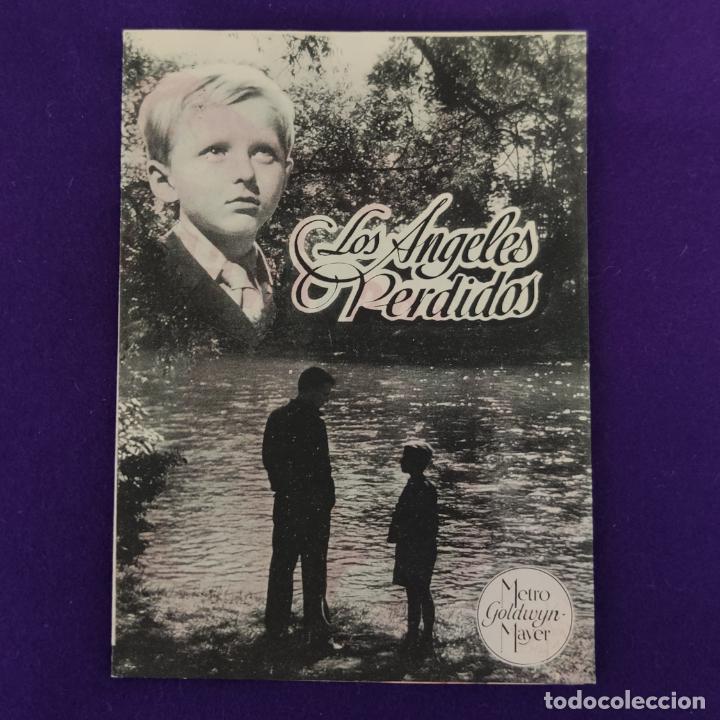 Los Angeles
Perdidos
Metro
Goldwyn-
Mayer
todocoleccion